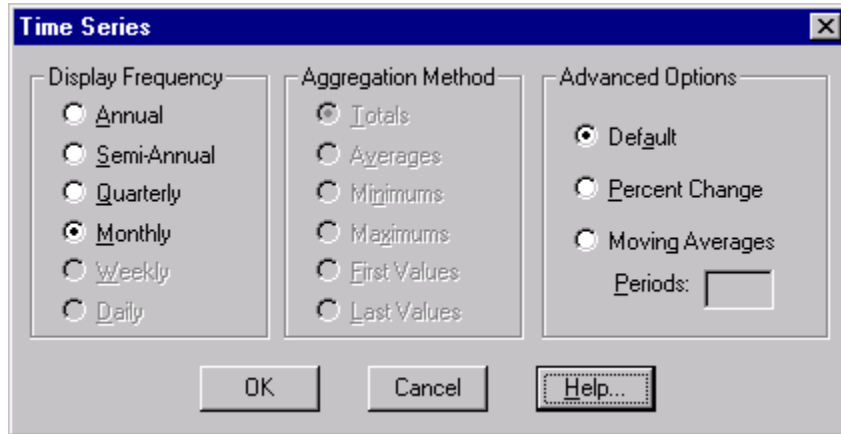 Time Series
Display Frequency
Annual
Semi-Annual
Quarterly
Monthly
Weekly
Daily
Aggregation Method
Totals
Averages
Minimums
Maximums
First Values
Last Values
Advanced Options
Default
Percent Change
Moving Averages
Periods:
OK
Cancel
Help...